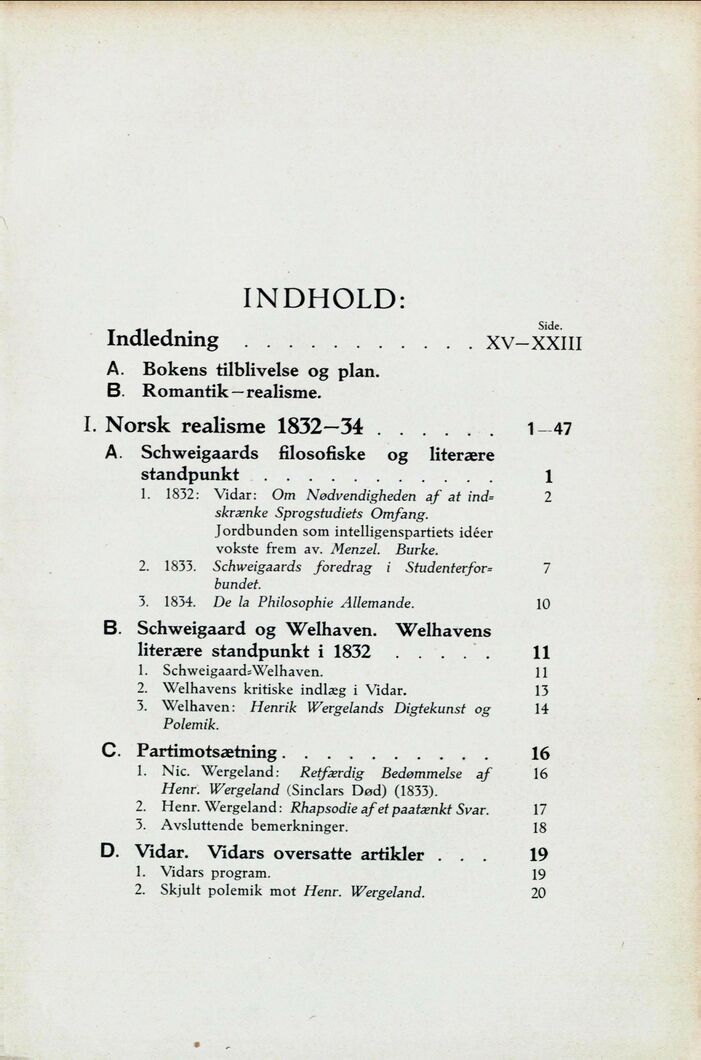 INDHOLD:
Side.
Indledning . . . . . . . . . . . XV—XXIII
A. Bokens tilblivelse og plan.
B. Romantik—realisme.
I. Norsk realisme 1832—34 . . . . . . 1—47
A. Schweigaards filosofiske og literære
standpunkt . . . . . . . . . . . 1
1. 1832: Vidar: Om Nødvendigheden af at ind= 2
skrænke Sprogstudiets Omfang.
Jordbunden som intelligenspartiets idéer
vokste frem av. Menzel. Burke.
2. 1833. Schweigaards foredrag i Studenterfor= 7
bundet.
3. 1834. De la Philosophie Allemande. 10
B. Schweigaard og Welhaven. Welhavens
literære standpunkt i 1832 . . . . . 11
1. Schweigaard=Welhaven. 11
2. Welhavens kritiske indlæg i Vidar. 13
3. Welhaven: Henrik Wergelands Digtekunst og 14
Polemik.
C. Partimotsætning . . . . . . . . . 16
1. Nic. Wergeland: Retfærdig Bedømmelse af 16
Henr. Wergeland (Sinclars Død) (1833).
2. Henr. Wergeland: Rhapsodie af et paatænkt Svar. 17
3. Avsluttende bemerkninger. 18
D. Vidar. Vidars oversatte artikler . . . 19
1. Vidars program. 19
2. Skjult polemik mot Henr. Wergeland. 20